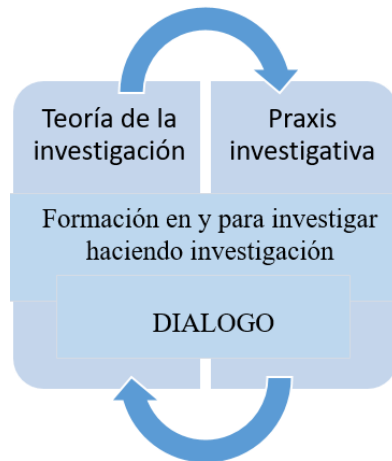 Teoría de la
investigación
Praxis
investigativa
Formación en y para investigar
haciendo investigación
DIALOGO